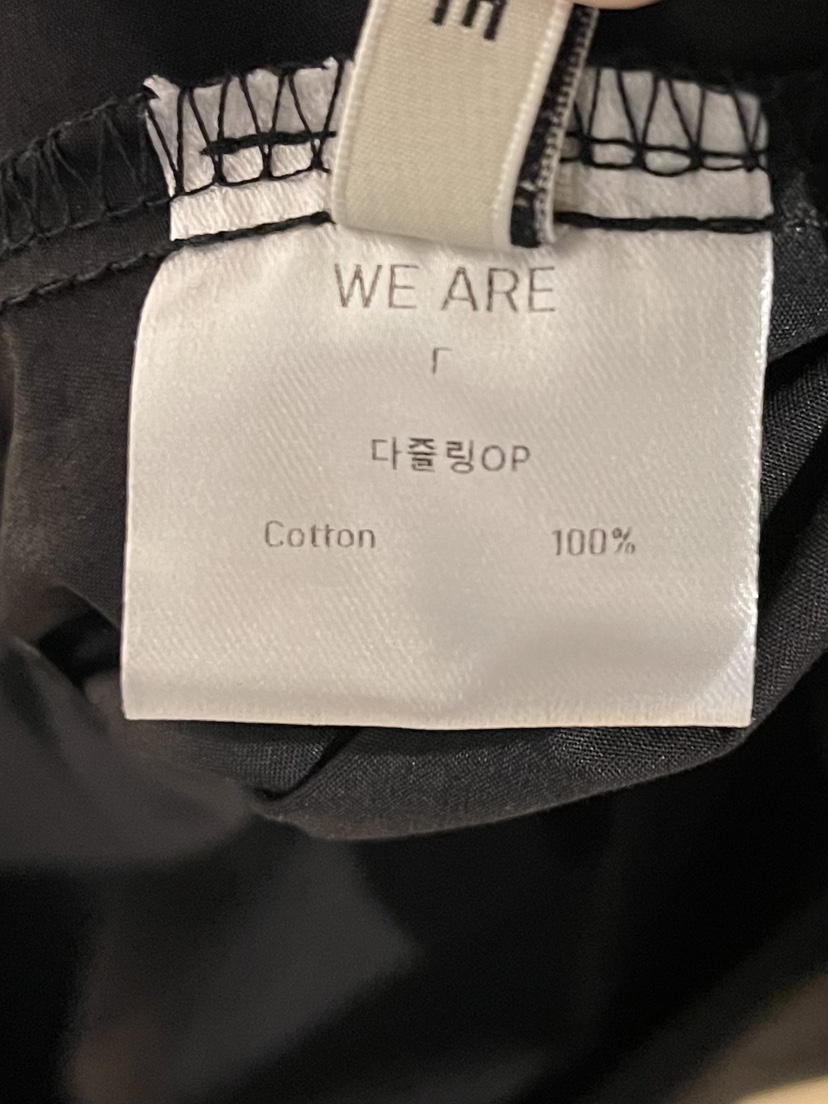 WE ARE
다즐링OP
Cotton 100%